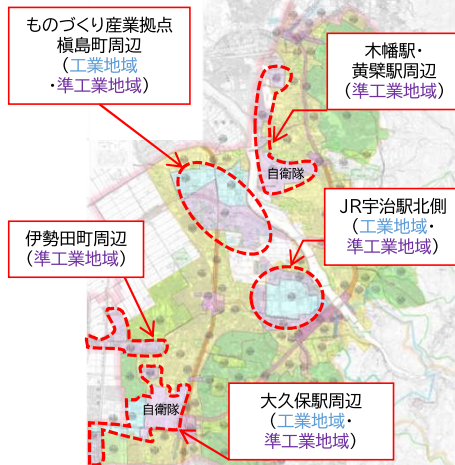 ものづくり産業拠点
槇島町周辺
（工業地域
・準工業地域）
木幡駅・
黄檗駅周辺
（準工業地域）
自衛隊
JR宇治駅北側
（工業地域・
準工業地域）
伊勢田町周辺
（準工業地域）
自衛隊
大久保駅周辺
（工業地域・
準工業地域）